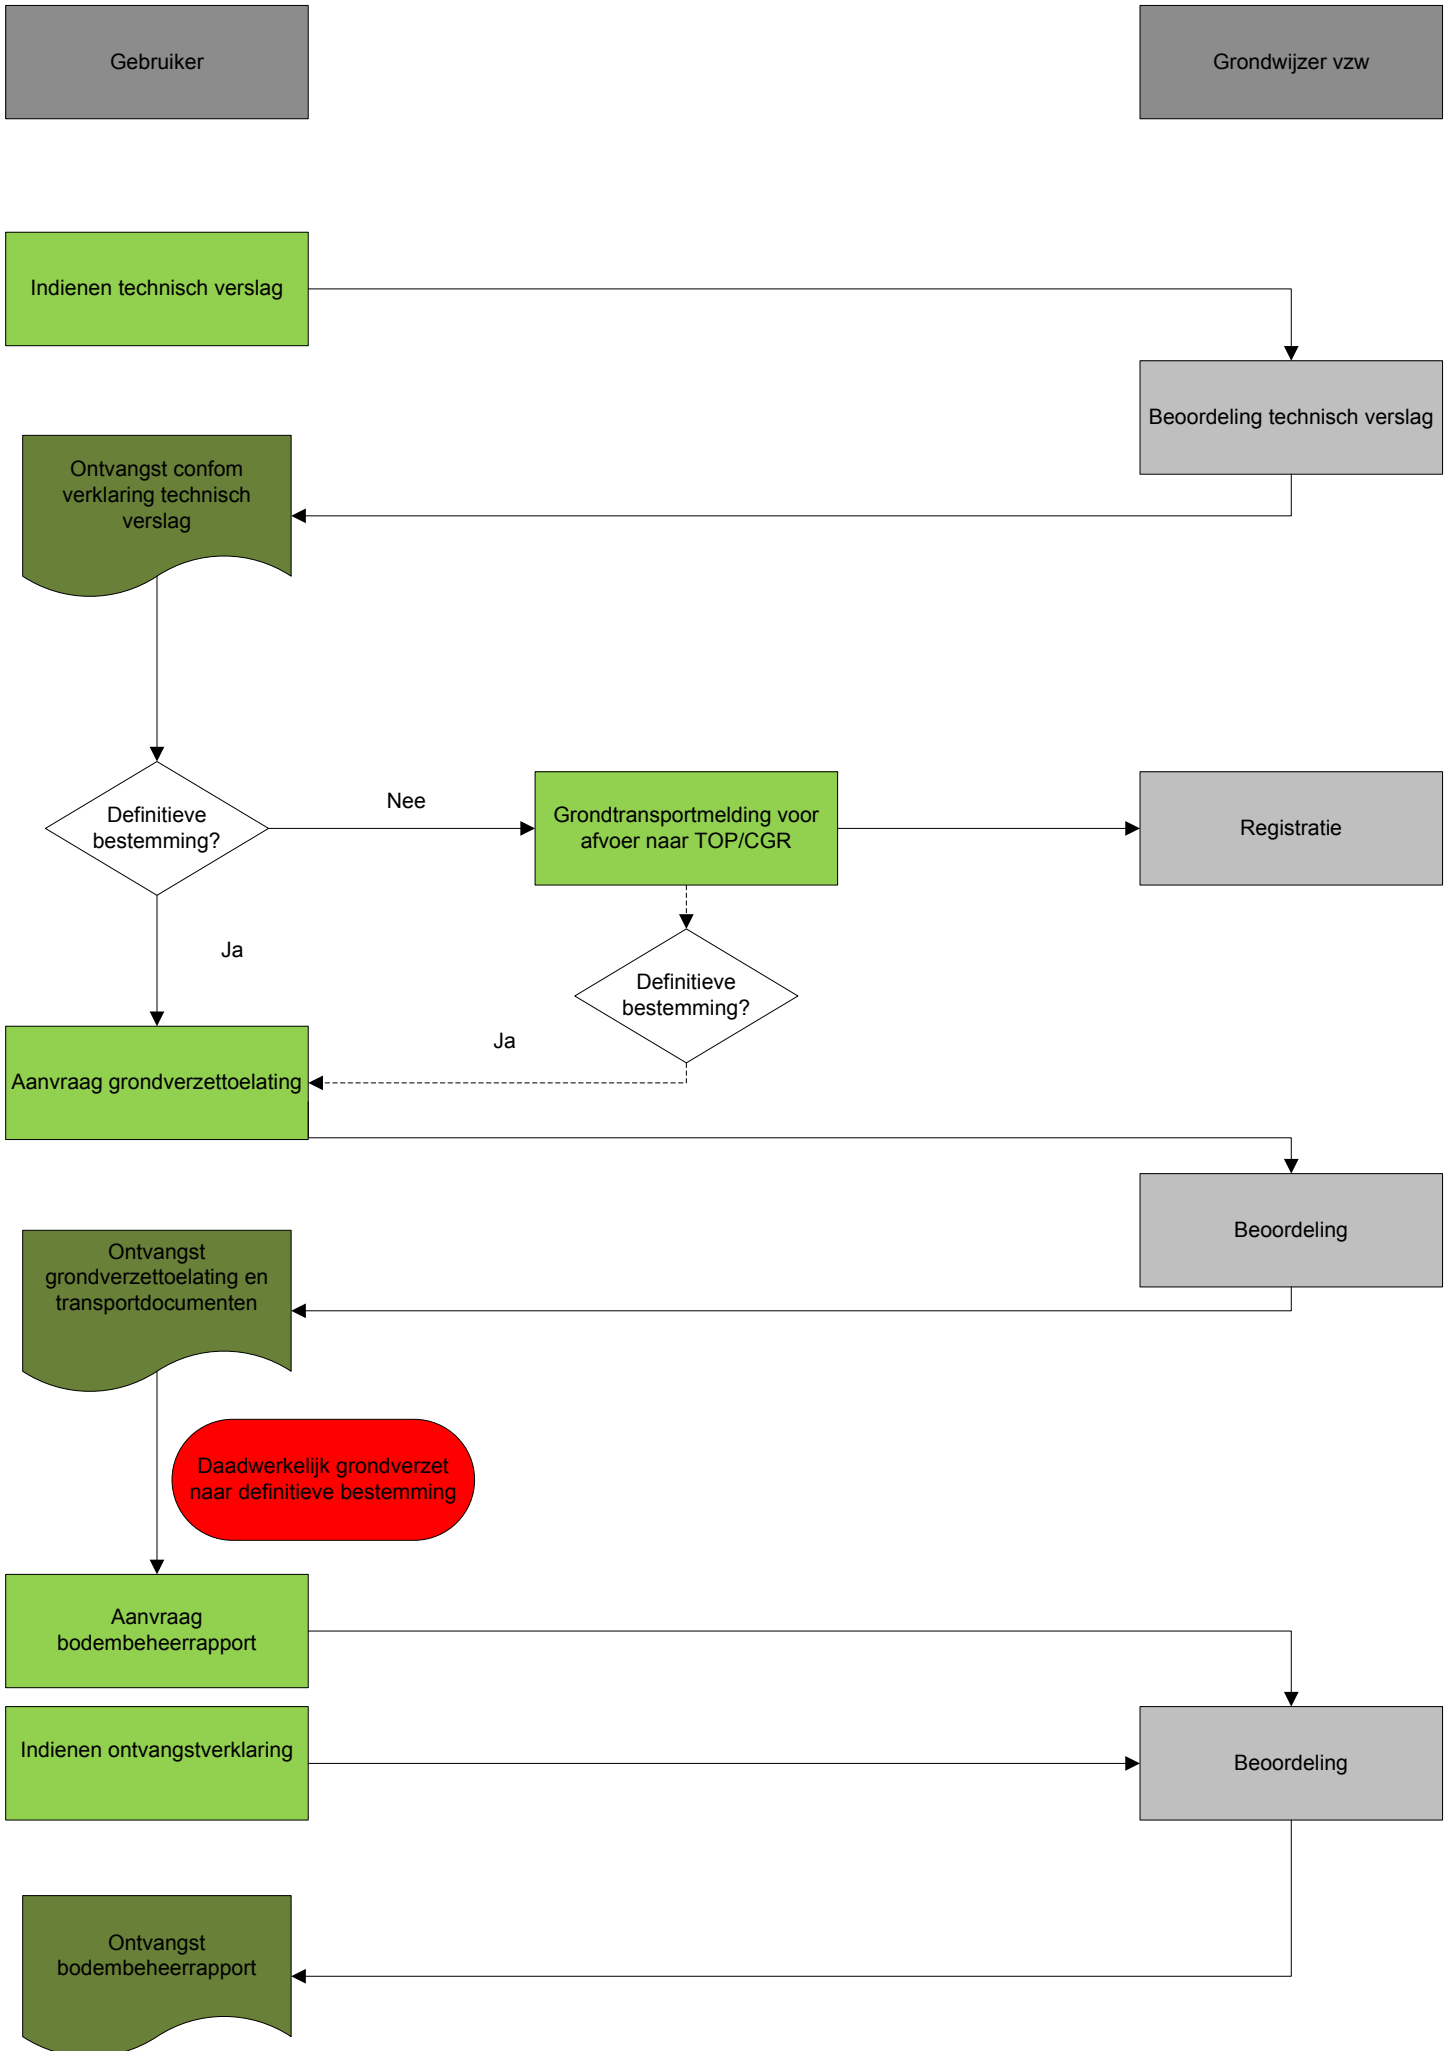 Gebruiker
Grondwijzer vzw
Indienen technisch verslag
Beoordeling technisch verslag
Ontvangst confom
verklaring technisch
verslag
Definitieve
bestemming?
Nee
Grondtransportmelding voor
afvoer naar TOP/CGR
Registratie
Ja
Definitieve
bestemming?
Ja
Aanvraag grondverzettoelating
Beoordeling
Ontvangst
grondverzettoelating en
transportdocumenten
Daadwerkelijk grondverzet
naar definitieve bestemming
Aanvraag
bodembeheerrapport
Indienen ontvangstverklaring
Beoordeling
Ontvangst
bodembeheerrapport